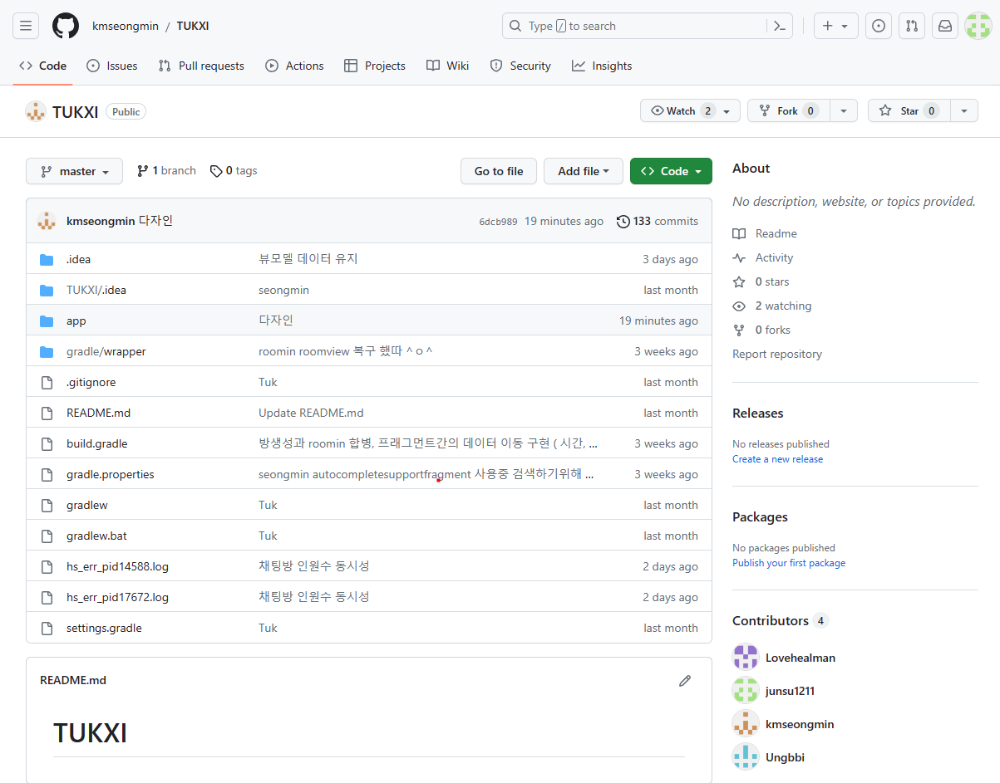 kmseongmin / TUKXI
Type / to search
Code Issues Pull requests Actions Projects Wiki Security Insights
TUKXI Public
Watch 2 Fork 0 Star 0
master 1 branch 0 tags Go to file Add file Code
kmseongmin 다자인 6dcb989 19 minutes ago 133 commits
.idea 뷰모델 데이터 유지 3 days ago
TUKXI/.idea seongmin last month
app 다자인 19 minutes ago
gradle/wrapper roomin roomview 복구 했따 ^ㅇ^ 3 weeks ago
.gitignore Tuk last month
README.md Update README.md last month
build.gradle 방생성과 roomin 합병, 프래그먼트간의 데이터 이동 구현 ( 시간, ... 3 weeks ago
gradle.properties seongmin autocompletesupportfragment 사용중 검색하기위해 ... 3 weeks ago
gradlew Tuk last month
gradlew.bat Tuk last month
hs_err_pid14588.log 채팅방 인원수 동시성 2 days ago
hs_err_pid17672.log 채팅방 인원수 동시성 2 days ago
settings.gradle Tuk last month
README.md
TUKXI
About
No description, website, or topics provided.
Readme
Activity
0 stars
2 watching
0 forks
Report repository
Releases
No releases published
Create a new release
Packages
No packages published
Publish your first package
Contributors 4
Lovehealman
junsu1211
kmseongmin
Ungbbi